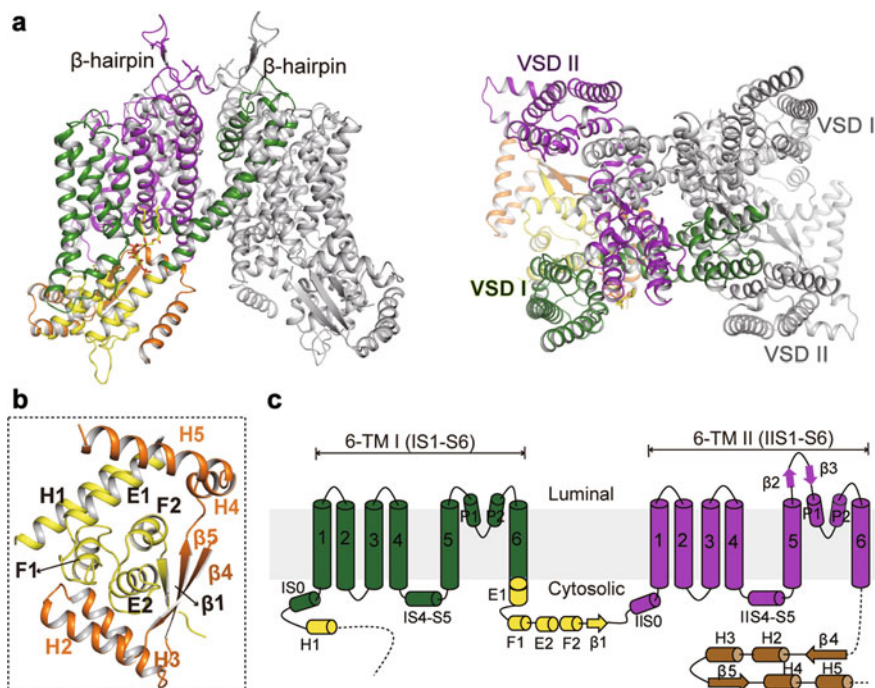 a
β-hairpin
β-hairpin
VSD II
VSD I
VSD I
VSD II
b
H5
H1
E1
F2
H4
F1
β5
β4
E2
β1
H2
H3
c
6-TM I (IS1-S6)
6-TM II (IIS1-S6)
Luminal
β2
β3
P1
P2
P1
P2
1
2
3
4
5
6
1
2
3
4
5
6
Cytosolic
IS0
IS4-S5
E1
H1
F1
E2
F2
β1
IIS0
IIS4-S5
H3
H2
β4
β5
H4
H5